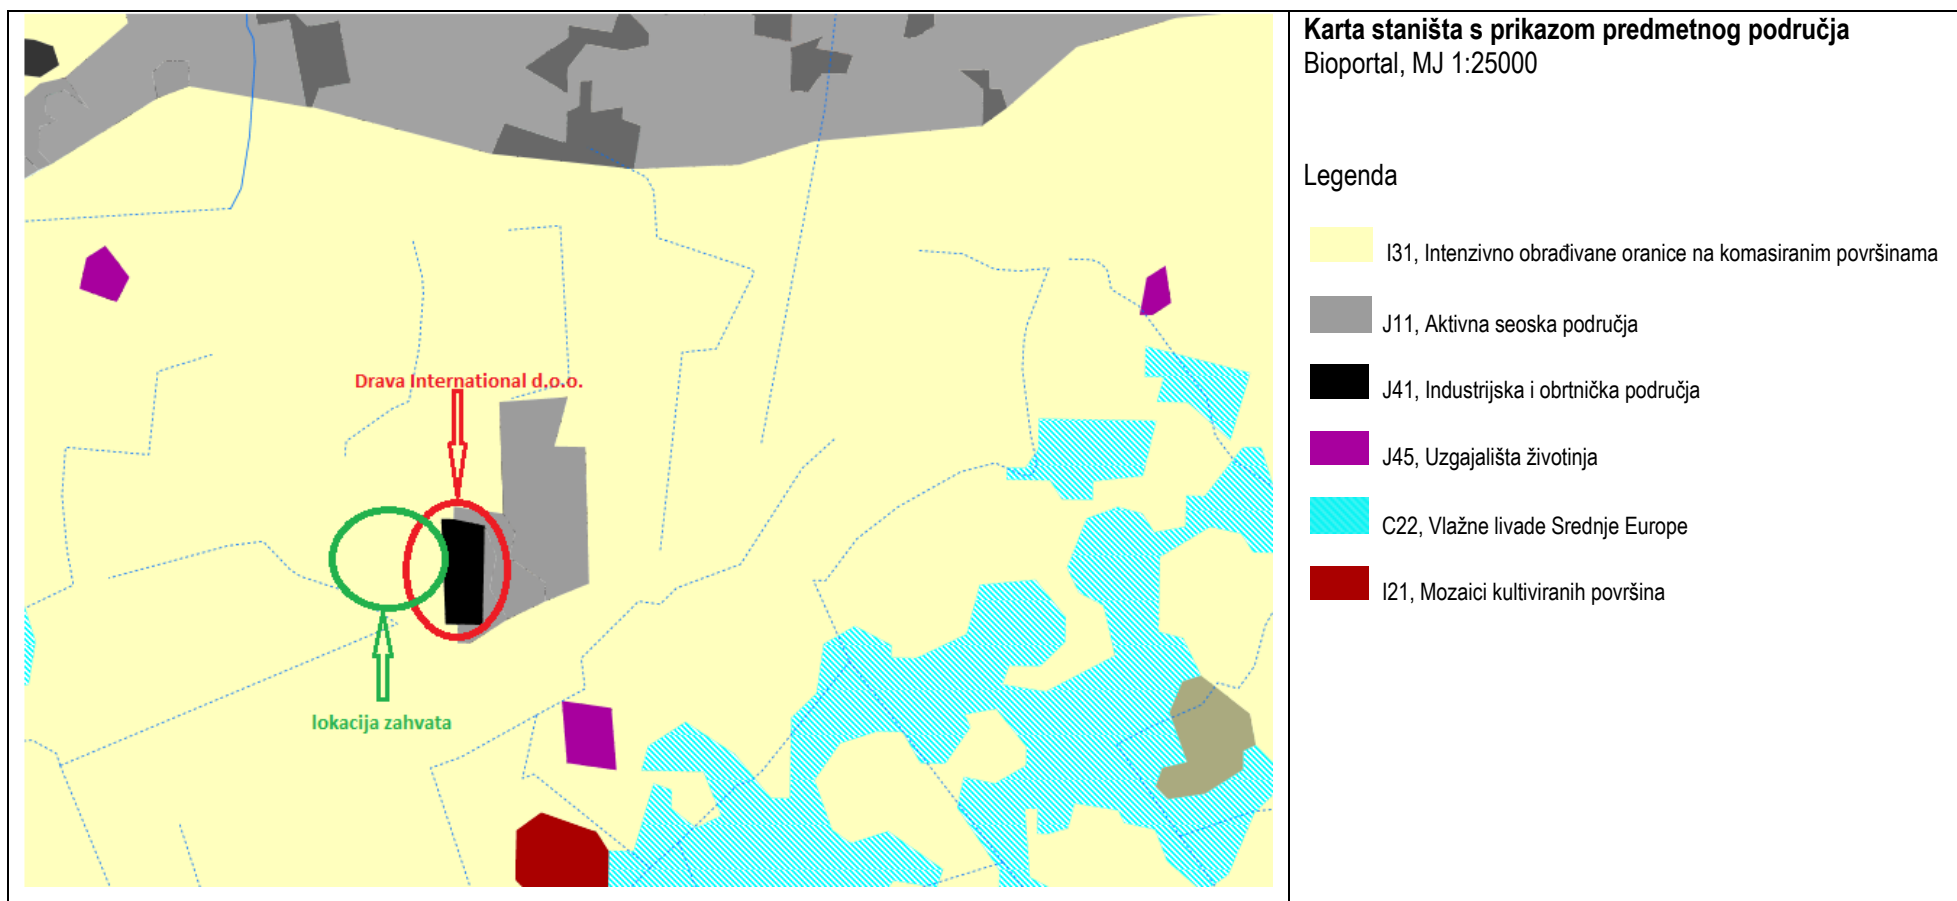 Karta staništa s prikazom predmetnog područja
Bioportal, MJ 1:25000
Legenda
I31, Intenzivno obrađivane oranice na komasiranim površinama
J11, Aktivna seoska područja
J41, Industrijska i obrtnička područja
J45, Uzgajališta životinja
C22, Vlažne livade Srednje Europe
I21, Mozaici kultiviranih površina
Drava International d.o.o.
lokacija zahvata